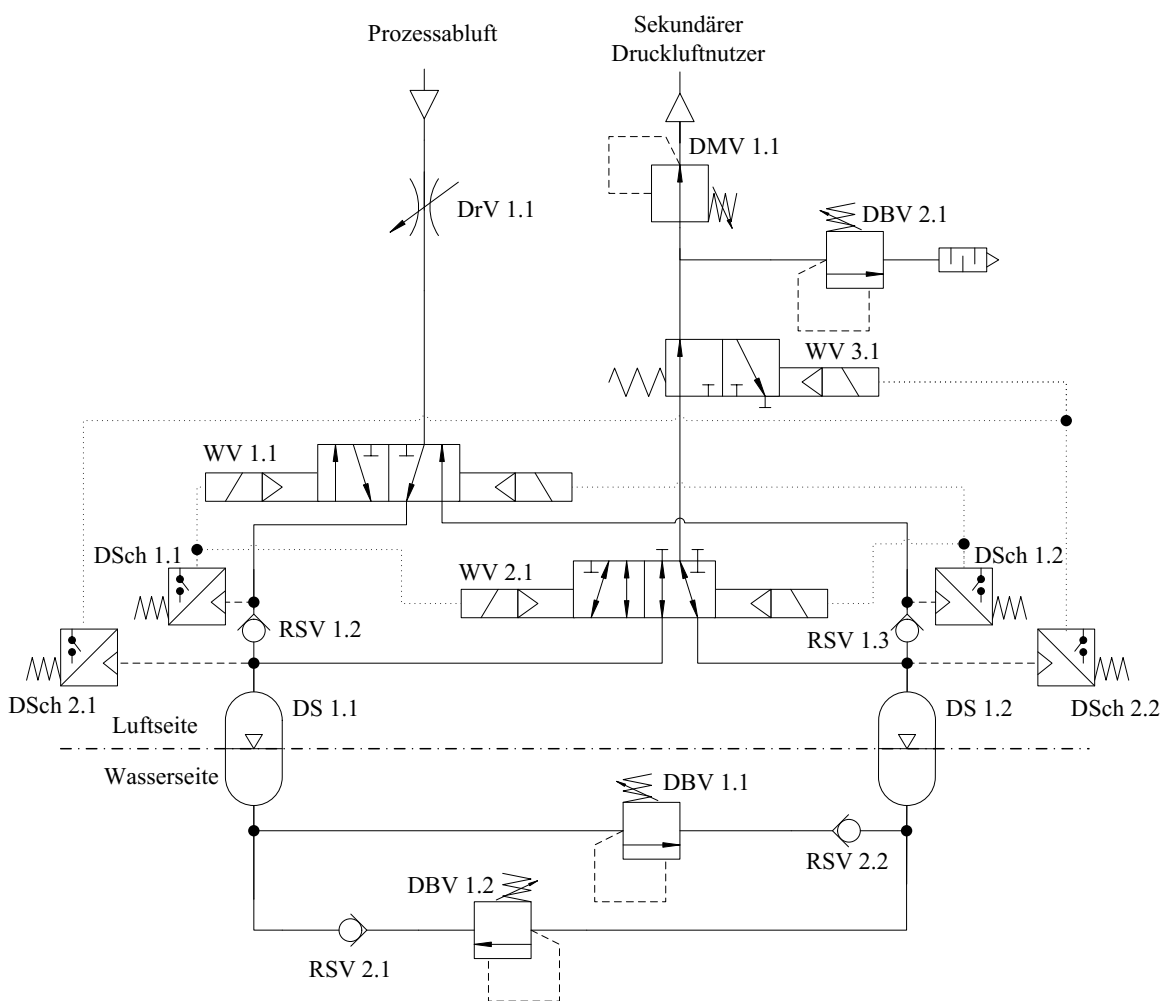 Prozessabluft
Sekundärer
Druckluftnutzer
DMV 1.1
DrV 1.1
DBV 2.1
WV 3.1
WV 1.1
DSch 1.1
DSch 1.2
WV 2.1
RSV 1.2
RSV 1.3
DSch 2.1
DS 1.1
DS 1.2
DSch 2.2
Luftseite
Wasserseite
DBV 1.1
RSV 2.2
DBV 1.2
RSV 2.1